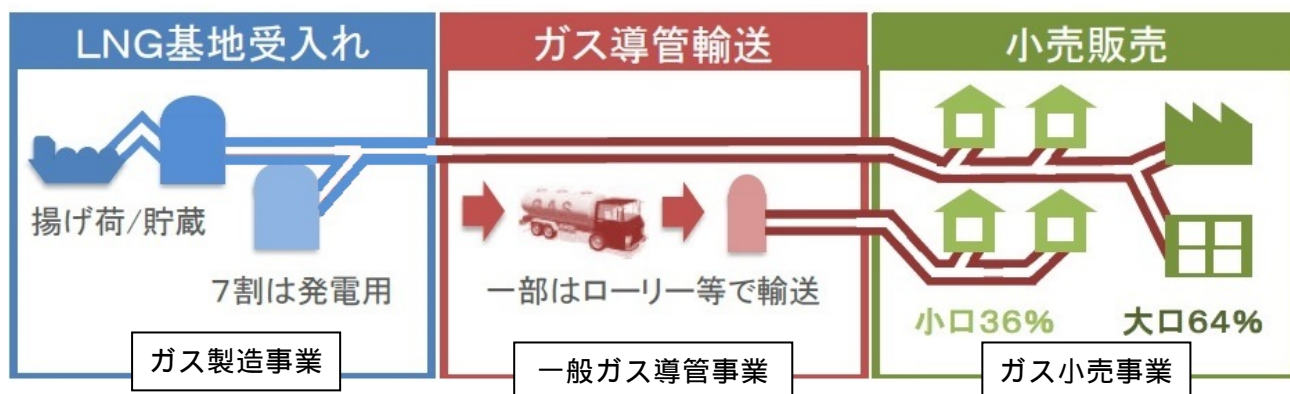 LNG基地受入れ
揚げ荷/貯蔵
7割は発電用
ガス製造事業
ガス導管輸送
GAS
一部はローリー等で輸送
一般ガス導管事業
小売販売
小口36%
大口64%
ガス小売事業